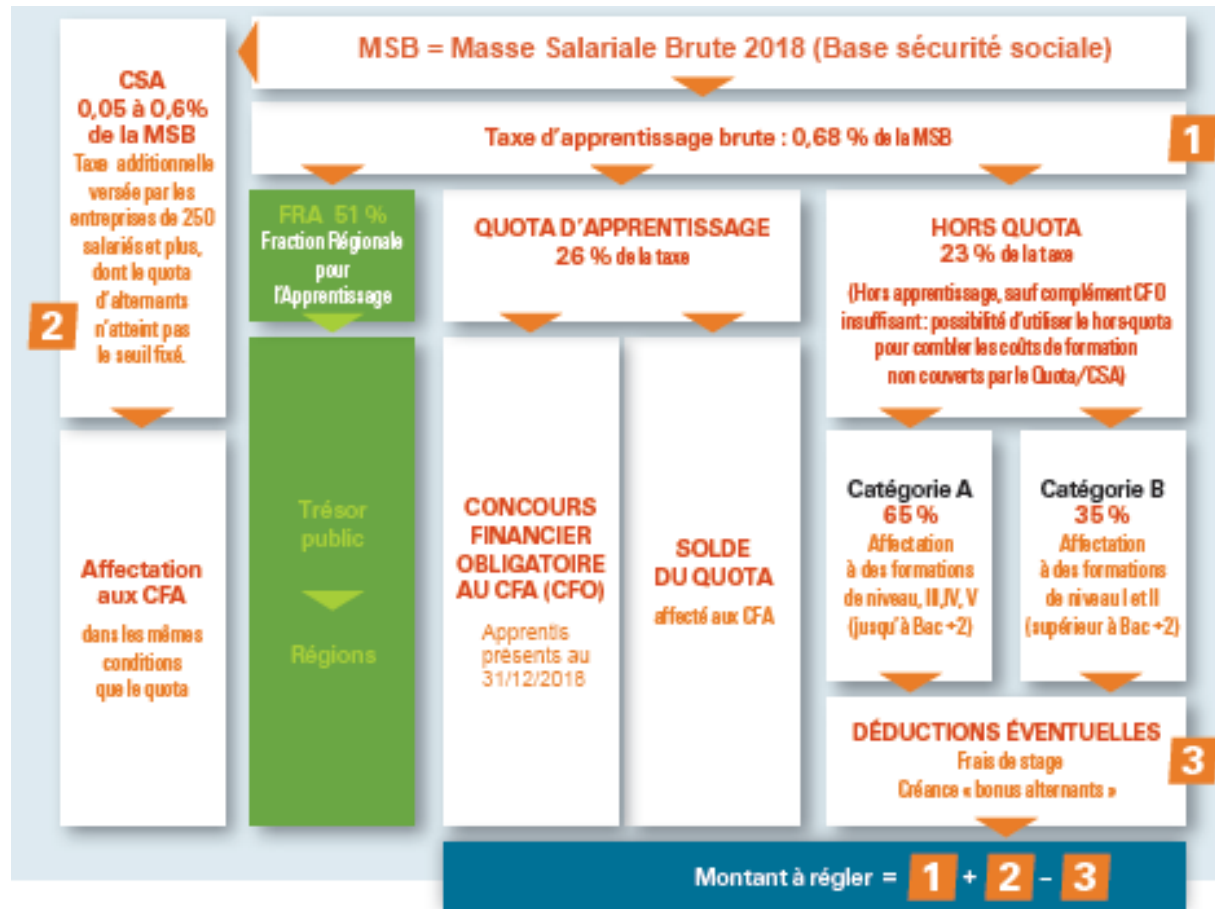 MSB = Masse Salariale Brute 2018 (Base sécurité sociale)
Taxe d'apprentissage brute : 0,68 % de la MSB
1
CSA
0,05 à 0,6%
de la MSB
Taxe additionnelle
versée par les
entreprises de 250
salariés et plus,
dont le quota
d'alternants
n'atteint pas
le seuil fixé.
2
Affectation
aux CFA
dans les mêmes
conditions
que le quota
FRA 51 %
Fraction Régionale
pour
l'Apprentissage
Trésor
public
Régions
QUOTA D'APPRENTISSAGE
26 % de la taxe
CONCOURS
FINANCIER
OBLIGATOIRE
AU CFA (CFO)
Apprentis
présents au
31/12/2018
SOLDE
DU QUOTA
affecté aux CFA
HORS QUOTA
23 % de la taxe
(Hors apprentissage, sauf complément CFO
insuffisant : possibilité d'utiliser le hors-quota
pour combler les coûts de formation
non couverts par le Quota/CSA)
Catégorie A
65 %
Affectation
à des formations
de niveau, III,IV, V
(jusqu'à Bac +2)
Catégorie B
35 %
Affectation
à des formations
de niveau I et II
(supérieur à Bac +2)
DÉDUCTIONS ÉVENTUELLES
Frais de stage
Créance « bonus alternants »
3
Montant à régler = 1 + 2 - 3